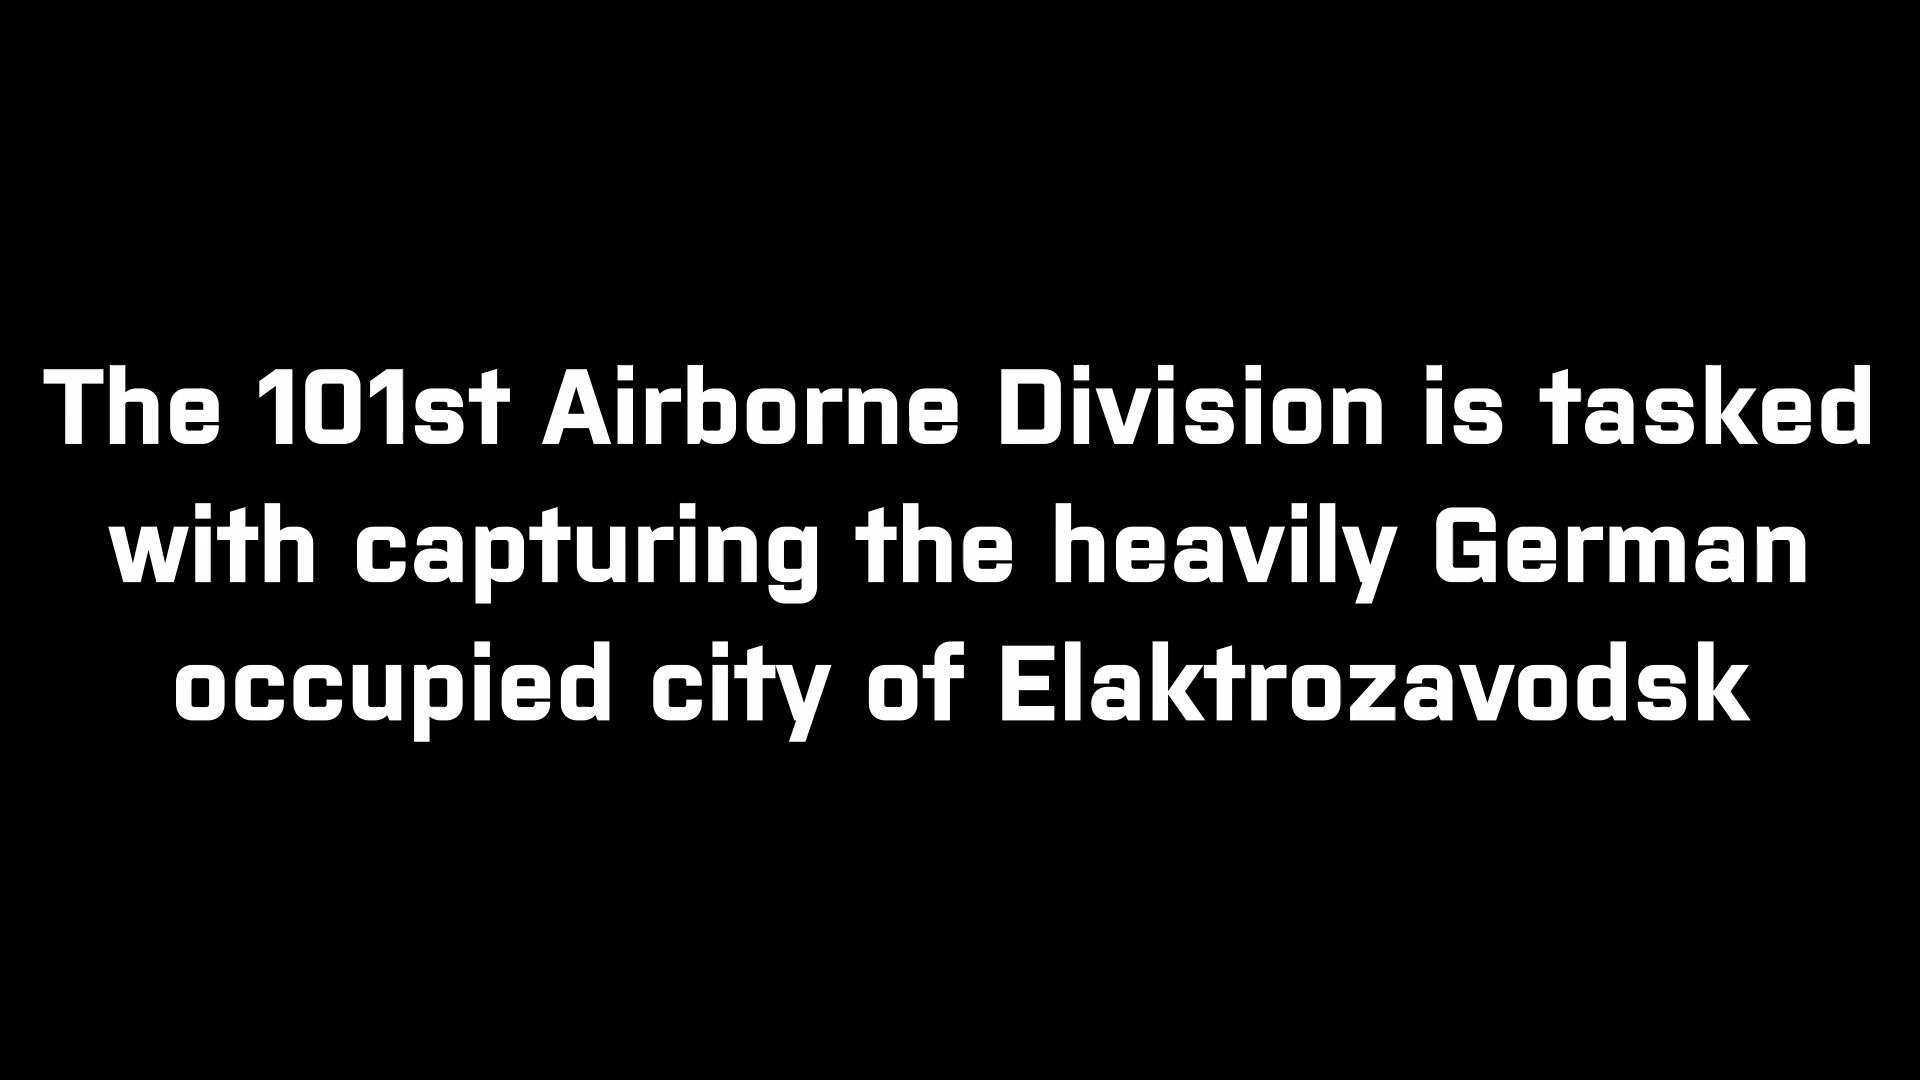 The 101st Airborne Division is tasked
with capturing the heavily German
occupied city of Elaktrozavodsk